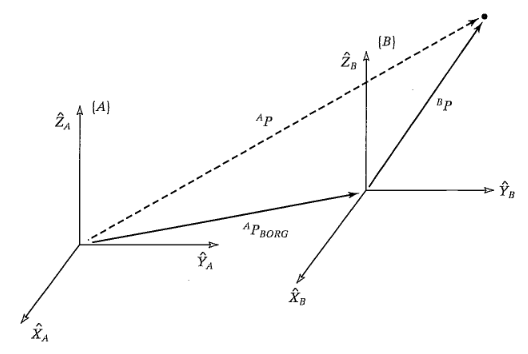 {B}
Ẑ_B
{A}
Ẑ_A
^AP
^BP
Ŷ_B
^AP_BORG
Ŷ_A
X̂_B
X̂_A